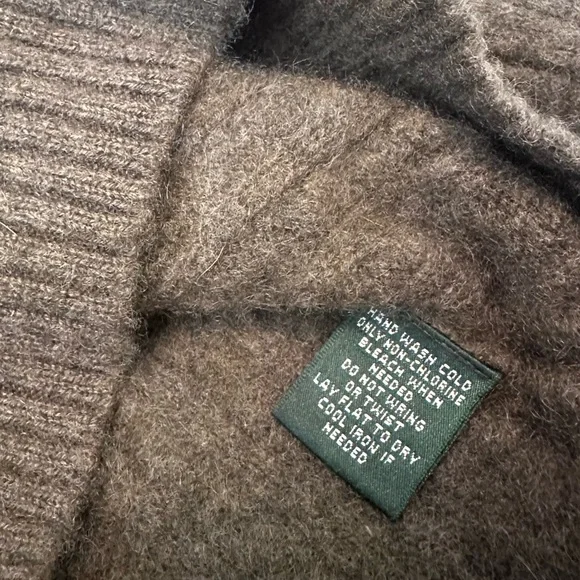 HAND WASH COLD
ONLY NON-CHLORINE
BLEACH WHEN
NEEDED
DO NOT WRING
OR TWIST
LAY FLAT TO DRY
COOL IRON IF
NEEDED